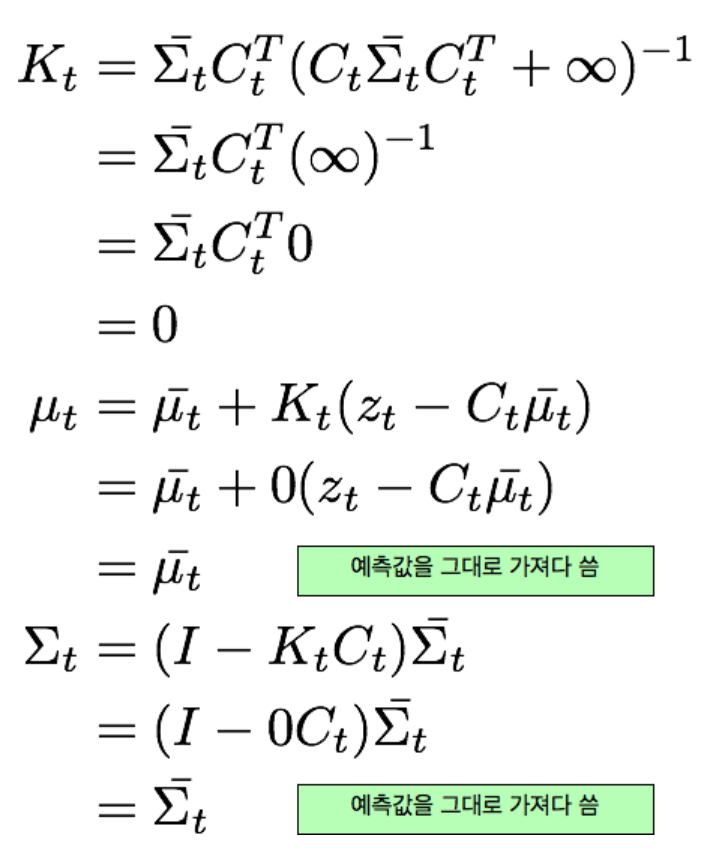 K_t = Σ̄_t C_t^T (C_t Σ̄_t C_t^T + ∞)^{-1}
= Σ̄_t C_t^T (∞)^{-1}
= Σ̄_t C_t^T 0
= 0
μ_t = μ̄_t + K_t(z_t − C_t μ̄_t)
= μ̄_t + 0(z_t − C_t μ̄_t)
= μ̄_t 예측값을 그대로 가져다 씀
Σ_t = (I − K_t C_t)Σ̄_t
= (I − 0C_t)Σ̄_t
= Σ̄_t 예측값을 그대로 가져다 씀